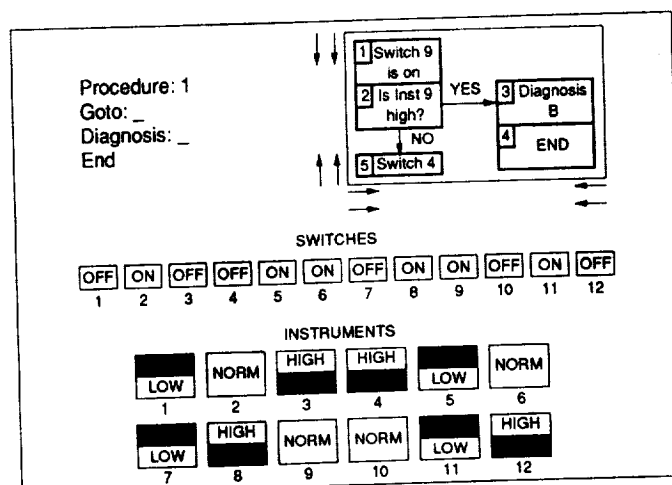 Procedure: 1
Goto: _
Diagnosis: _
End
1 Switch 9
is on
2 Is Inst 9
high?
YES
NO
3 Diagnosis
B
4 END
5 Switch 4
SWITCHES
OFF ON OFF OFF ON ON OFF ON ON OFF ON OFF
1 2 3 4 5 6 7 8 9 10 11 12
INSTRUMENTS
LOW NORM HIGH HIGH LOW NORM
1 2 3 4 5 6
LOW HIGH NORM NORM LOW HIGH
7 8 9 10 11 12